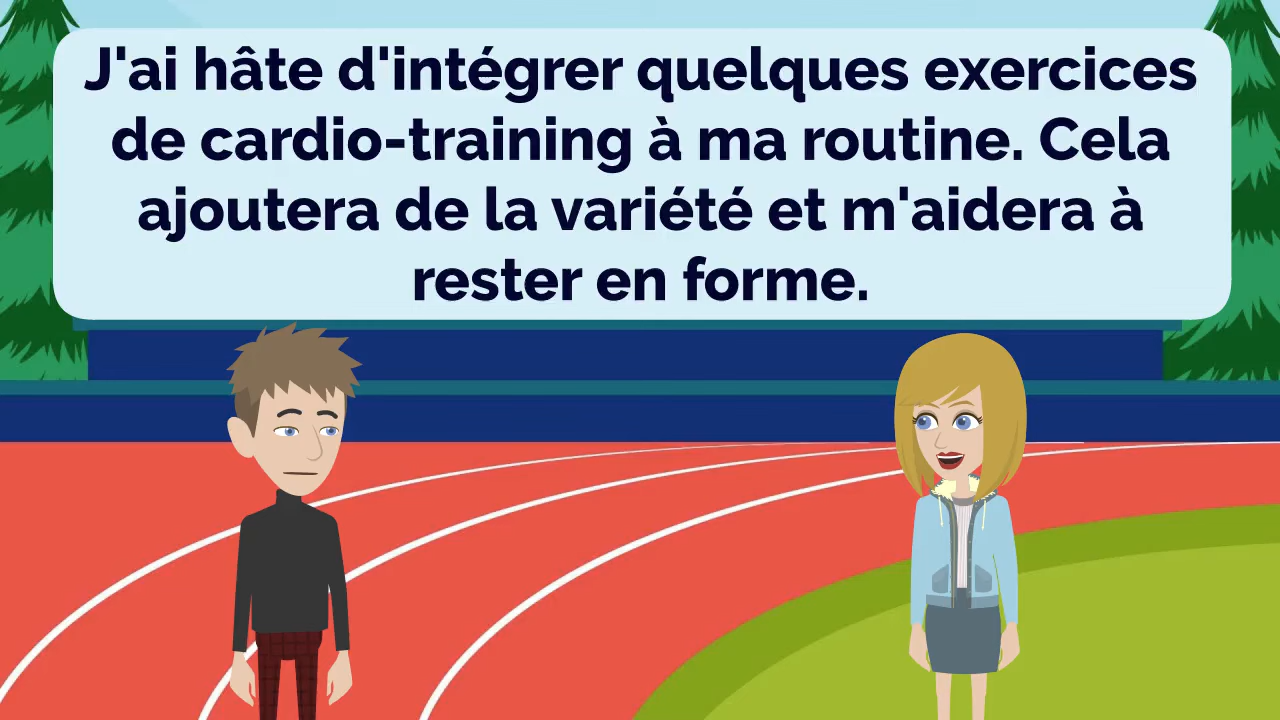 J'ai hâte d'intégrer quelques exercices
de cardio-training à ma routine. Cela
ajoutera de la variété et m'aidera à
rester en forme.